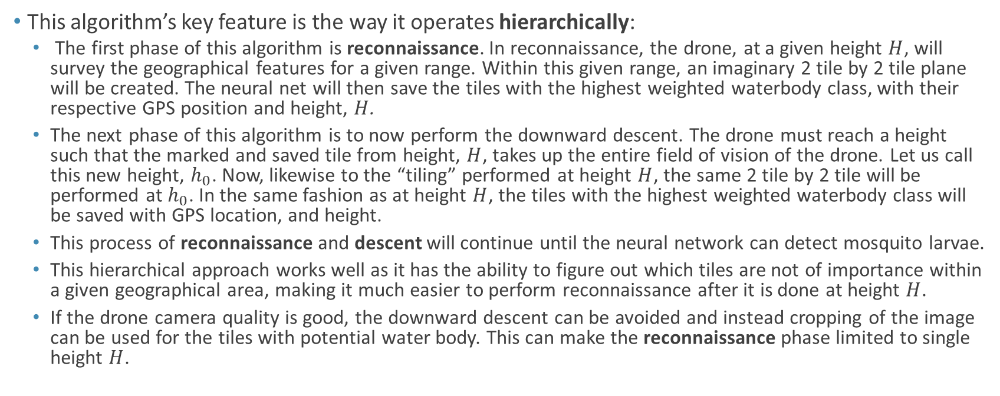 • This algorithm’s key feature is the way it operates hierarchically:
• The first phase of this algorithm is reconnaissance. In reconnaissance, the drone, at a given height H, will
survey the geographical features for a given range. Within this given range, an imaginary 2 tile by 2 tile plane
will be created. The neural net will then save the tiles with the highest weighted waterbody class, with their
respective GPS position and height, H.
• The next phase of this algorithm is to now perform the downward descent. The drone must reach a height
such that the marked and saved tile from height, H, takes up the entire field of vision of the drone. Let us call
this new height, h₀. Now, likewise to the “tiling” performed at height H, the same 2 tile by 2 tile will be
performed at h₀. In the same fashion as at height H, the tiles with the highest weighted waterbody class will
be saved with GPS location, and height.
• This process of reconnaissance and descent will continue until the neural network can detect mosquito larvae.
• This hierarchical approach works well as it has the ability to figure out which tiles are not of importance within
a given geographical area, making it much easier to perform reconnaissance after it is done at height H.
• If the drone camera quality is good, the downward descent can be avoided and instead cropping of the image
can be used for the tiles with potential water body. This can make the reconnaissance phase limited to single
height H.